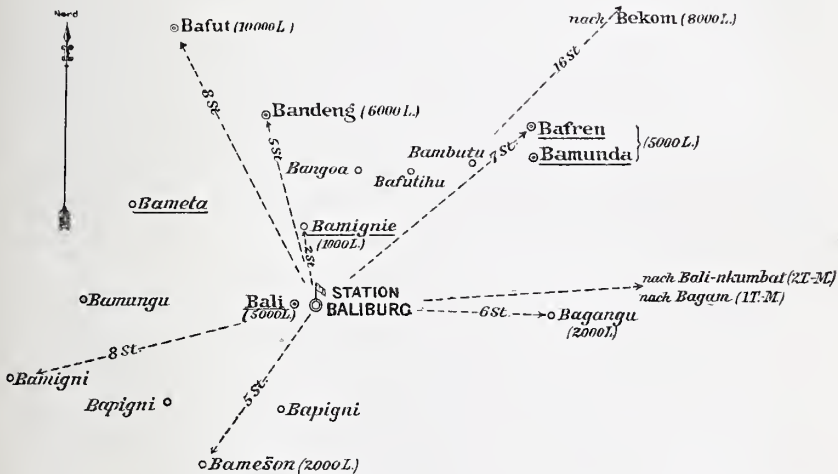 Nord
Bafut (10000 L)
nach Bekom (8000 L.)
8 St.
16 St
Bandeng (6000 L.)
5 St.
Bafren
Bamunda
(5000 L.)
7 St.
Bambutu
Bangoa
Bafutihu
Bameta
Bamignie
(1000 L.)
2 St.
Bamungu
Bali
(5000 L)
STATION
BALIBURG
nach Bali-nkumbat (2 T.-M.)
nach Bagam (1 T.-M.)
6 St.
Bagangu
(2000 L.)
8 St.
Bamigni
Bapigni
5 St.
Bapigni
Bameson (2000 L.)